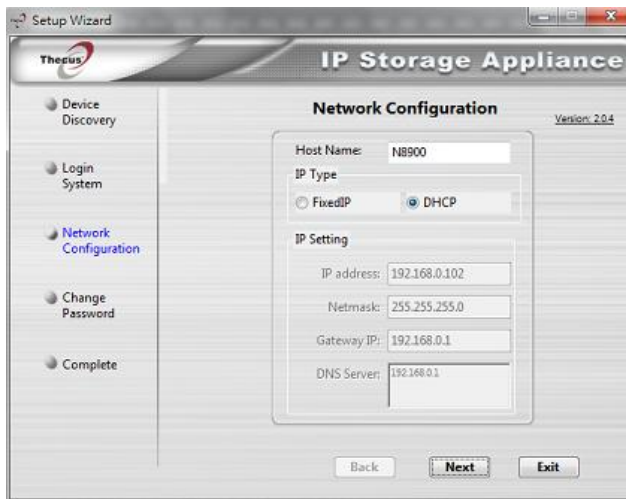 Setup Wizard
Thecus
IP Storage Appliance
Device
Discovery
Login
System
Network
Configuration
Change
Password
Complete
Network Configuration
Version: 2.0.4
Host Name: N8900
IP Type
FixedIP DHCP
IP Setting
IP address: 192.168.0.102
Netmask: 255.255.255.0
Gateway IP: 192.168.0.1
DNS Server: 192.168.0.1
Back Next Exit